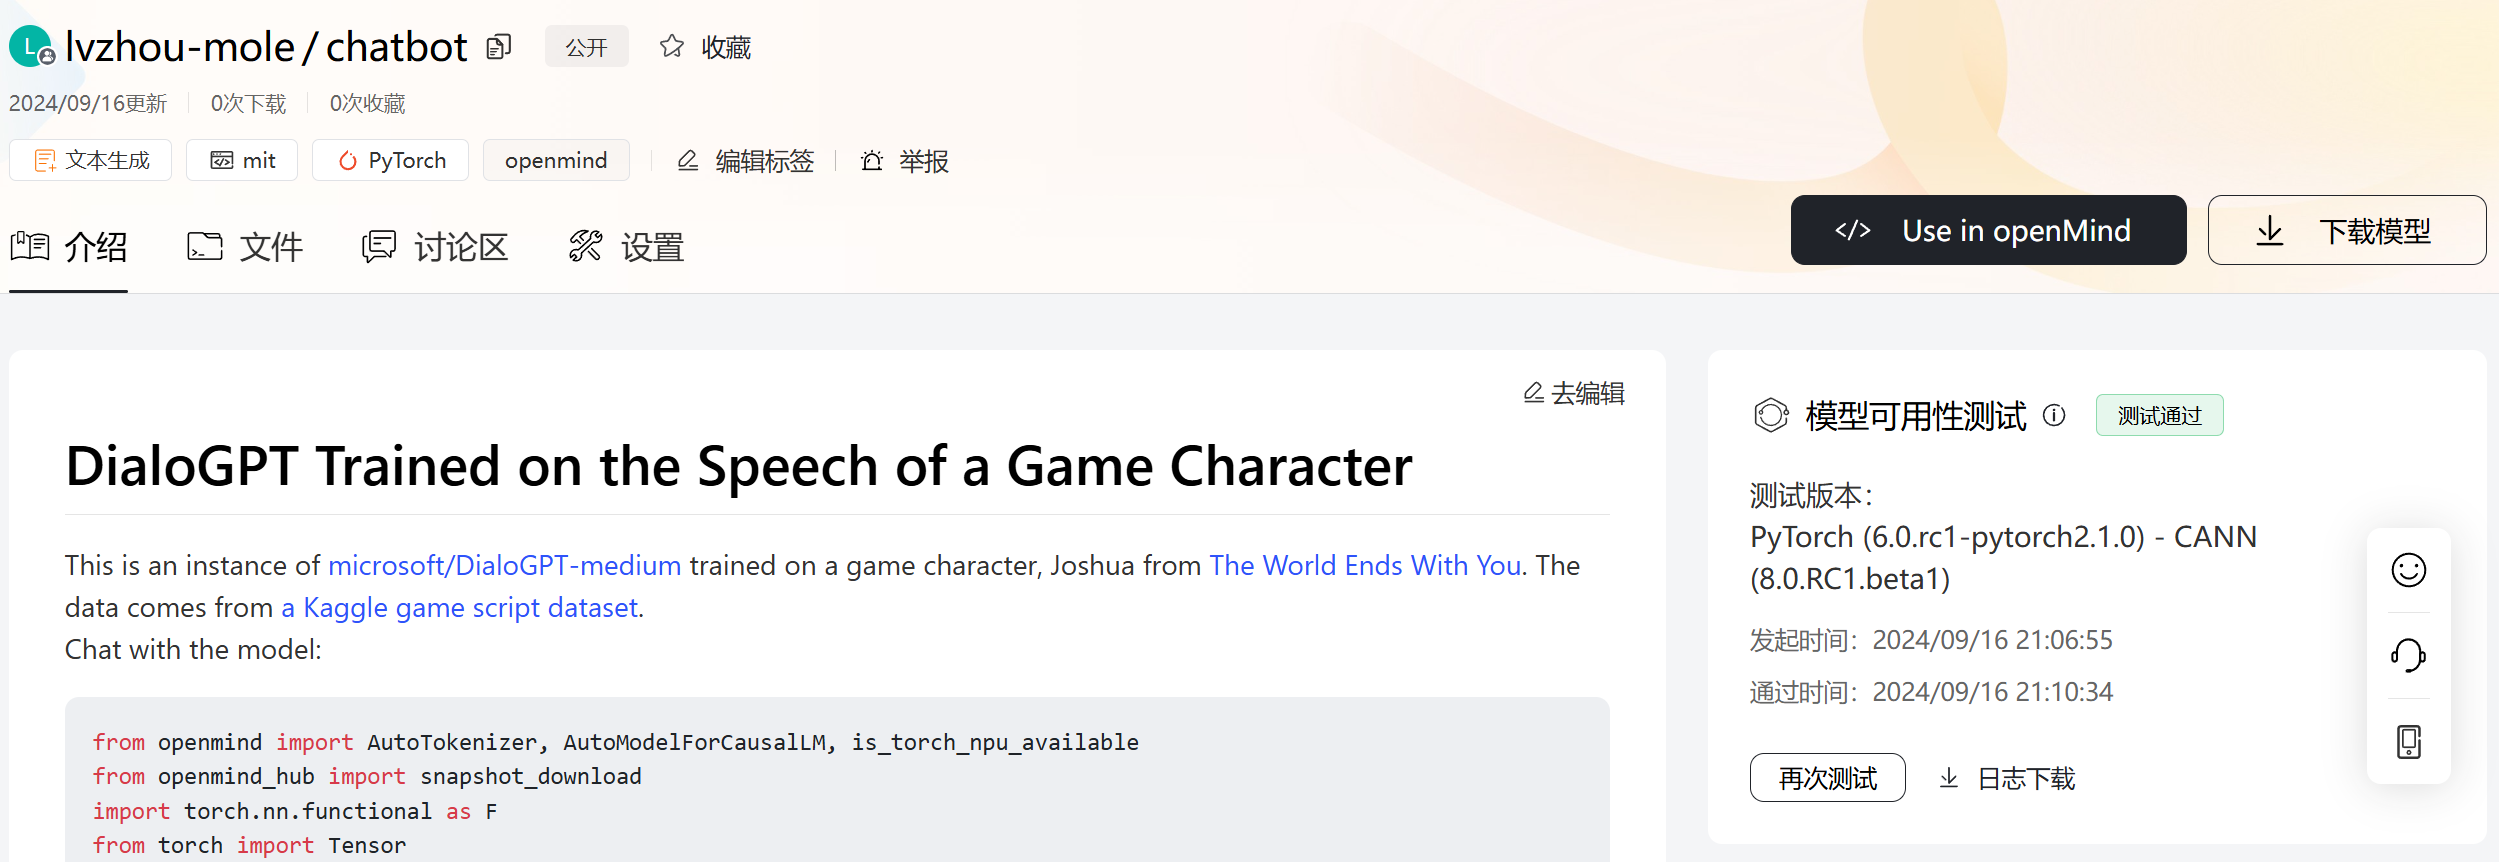 L lvzhou-mole / chatbot 公开 收藏
2024/09/16更新 0次下载 0次收藏
文本生成 mit PyTorch openmind 编辑标签 举报
介绍 文件 讨论区 设置
</> Use in openMind 下载模型
去编辑
DialoGPT Trained on the Speech of a Game Character
This is an instance of microsoft/DialoGPT-medium trained on a game character, Joshua from The World Ends With You. The
data comes from a Kaggle game script dataset.
Chat with the model:
from openmind import AutoTokenizer, AutoModelForCausalLM, is_torch_npu_available
from openmind_hub import snapshot_download
import torch.nn.functional as F
from torch import Tensor
模型可用性测试 测试通过
测试版本：
PyTorch (6.0.rc1-pytorch2.1.0) - CANN
(8.0.RC1.beta1)
发起时间：2024/09/16 21:06:55
通过时间：2024/09/16 21:10:34
再次测试 日志下载